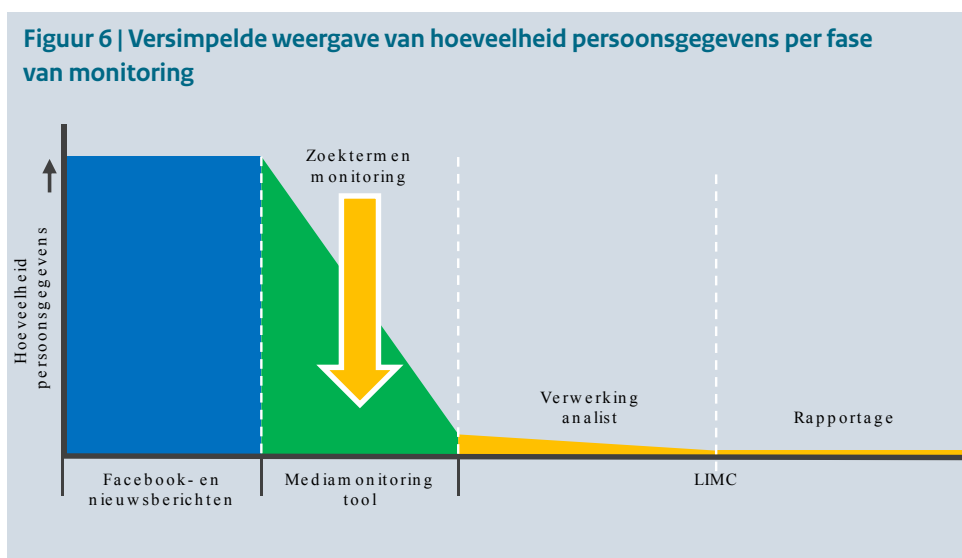 Figuur 6 | Versimpelde weergave van hoeveelheid persoonsgegevens per fase
van monitoring
Zoektermen
monitoring
Hoeveelheid
persoonsgegevens
Verwerking
analist
Rapportage
Facebook- en
nieuwsberichten
Mediamonitoring
tool
LIMC